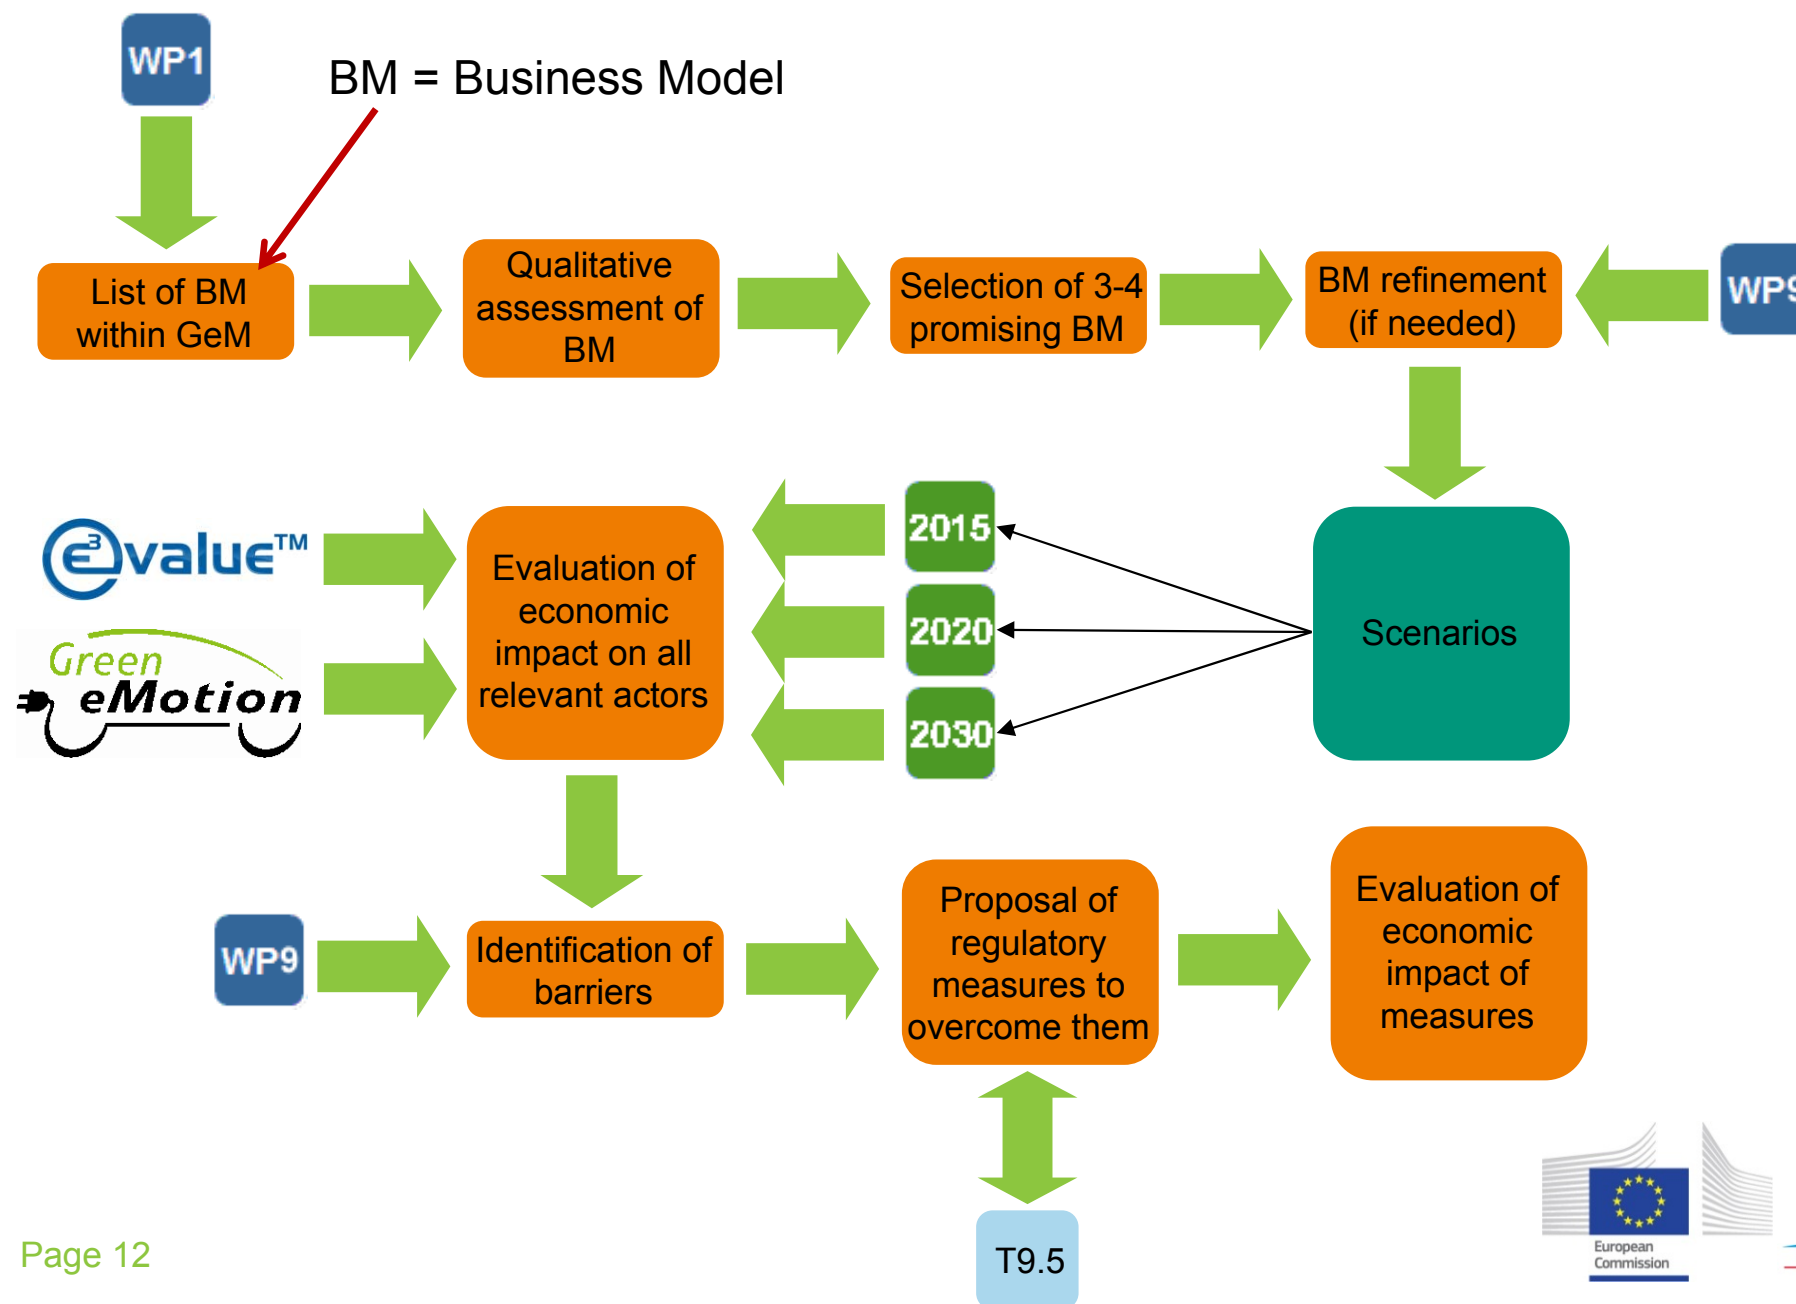 WP1
BM = Business Model
List of BM
within GeM
Qualitative
assessment of
BM
Selection of 3-4
promising BM
BM refinement
(if needed)
WP9
e3value™
Green
eMotion
Evaluation of
economic
impact on all
relevant actors
2015
2020
2030
Scenarios
WP9
Identification of
barriers
Proposal of
regulatory
measures to
overcome them
Evaluation of
economic
impact of
measures
T9.5
Page 12
European
Commission